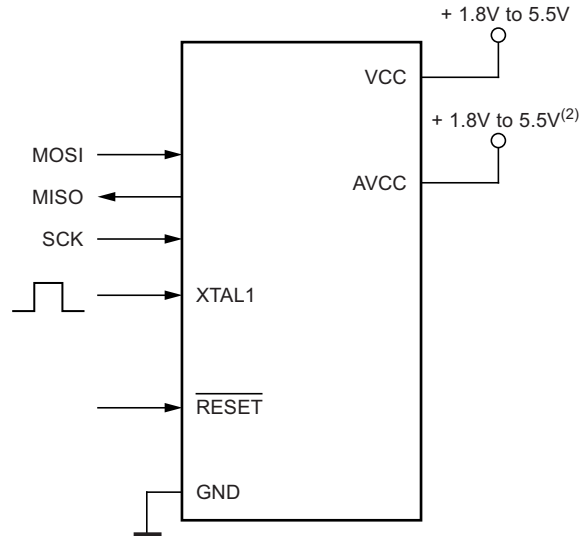 + 1.8V to 5.5V
VCC
+ 1.8V to 5.5V(2)
MOSI
AVCC
MISO
SCK
XTAL1
RESET
GND